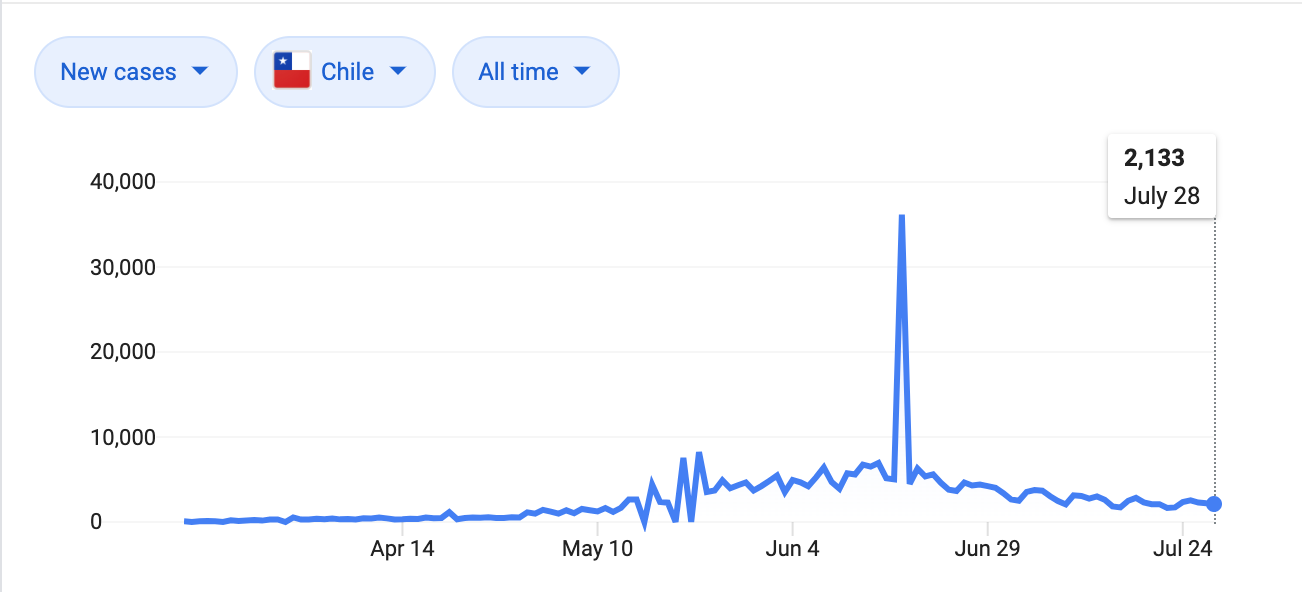 New cases
Chile
All time
2,133
July 28
40,000
30,000
20,000
10,000
0
Apr 14
May 10
Jun 4
Jun 29
Jul 24